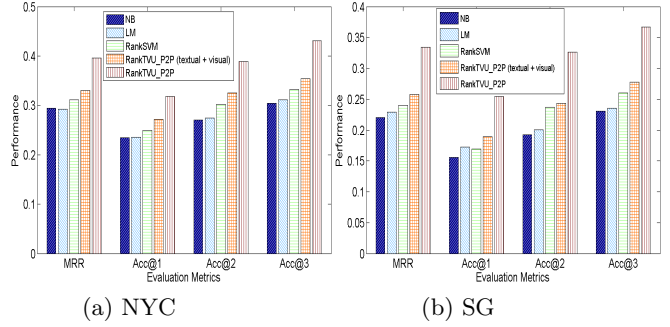 0.5
0.4
0.3
0.2
0.1
0
Performance
NB
LM
RankSVM
RankTVU_P2P (textual + visual)
RankTVU_P2P
MRR Acc@1 Acc@2 Acc@3
Evaluation Metrics
(a) NYC
0.4
0.35
0.3
0.25
0.2
0.15
0.1
0.05
0
Performance
NB
LM
RankSVM
RankTVU_P2P (textual + visual)
RankTVU_P2P
MRR Acc@1 Acc@2 Acc@3
Evaluation Metrics
(b) SG